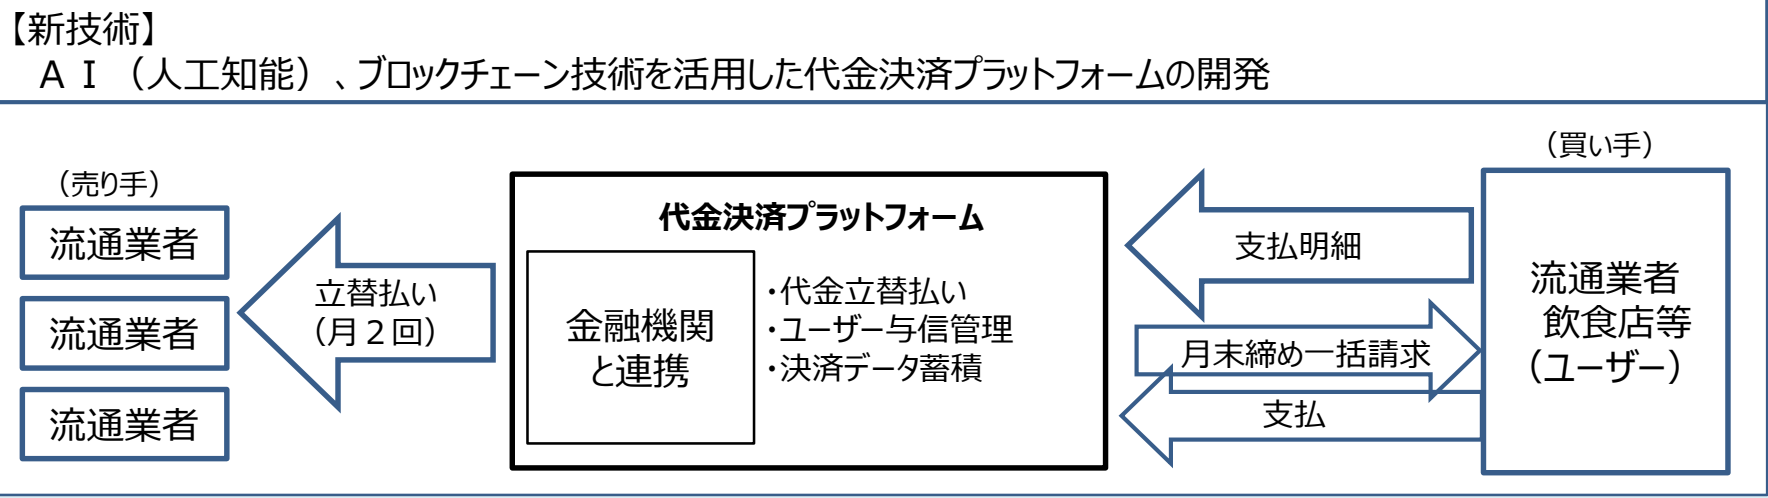 【新技術】
ＡＩ（人工知能）、ブロックチェーン技術を活用した代金決済プラットフォームの開発
（売り手）
流通業者
流通業者
流通業者
立替払い
（月２回）
代金決済プラットフォーム
金融機関
と連携
・代金立替払い
・ユーザー与信管理
・決済データ蓄積
支払明細
月末締め一括請求
支払
（買い手）
流通業者
飲食店等
（ユーザー）